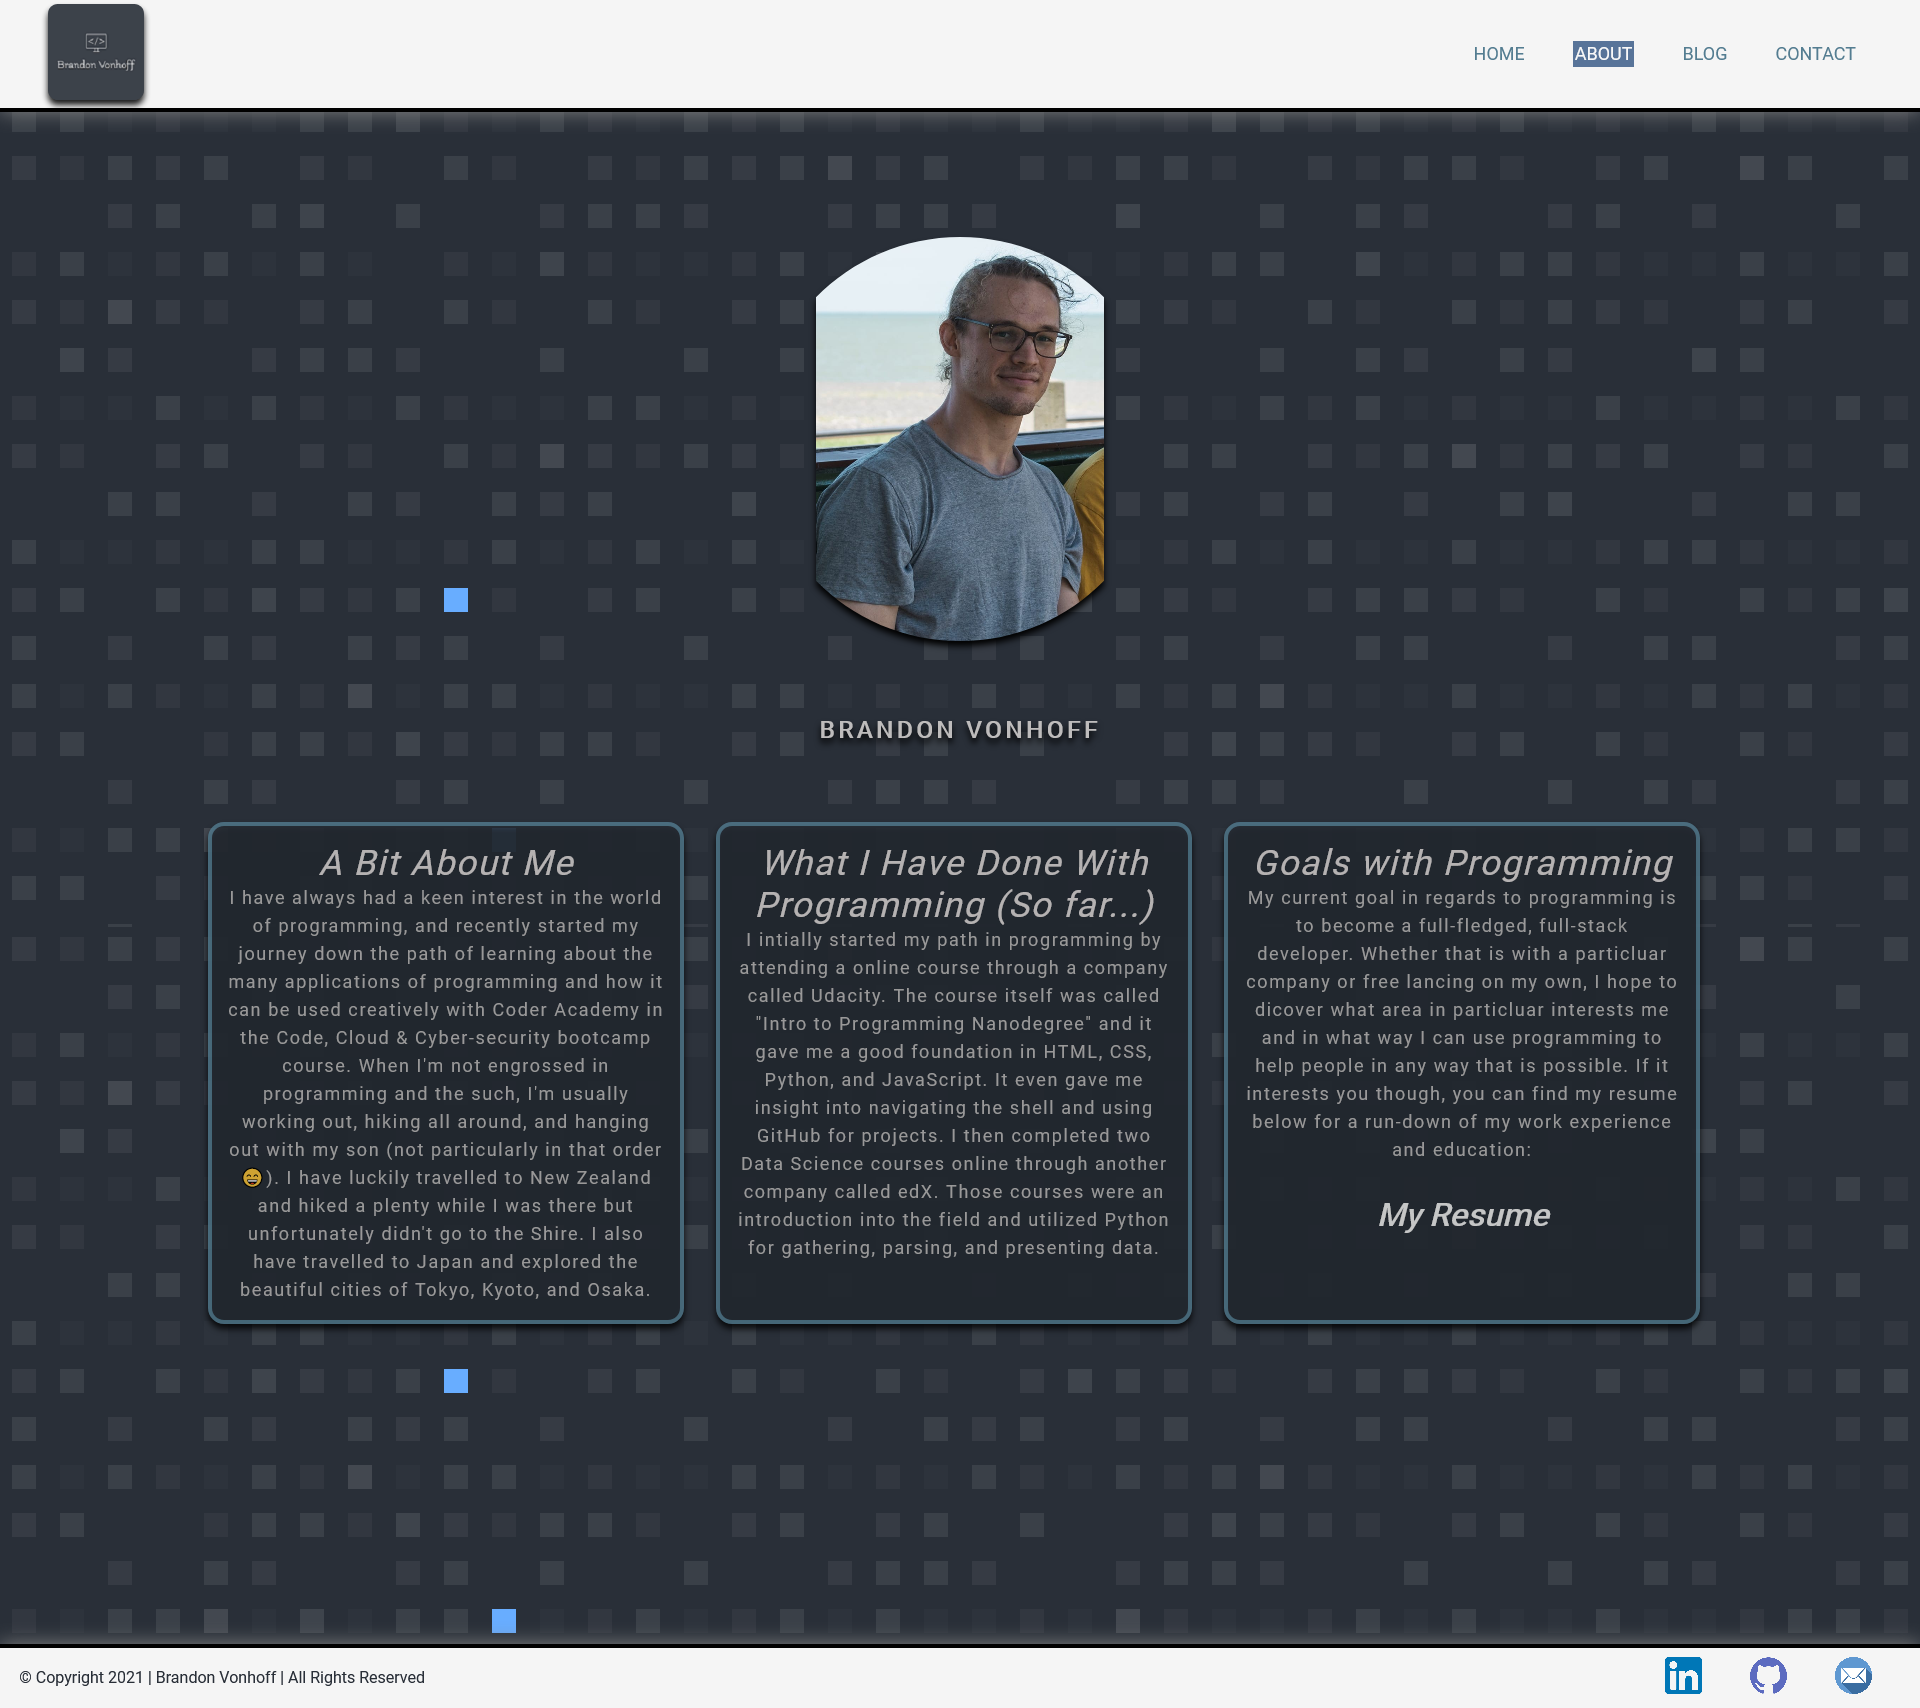 </>
Brandon Vonhoff
HOME ABOUT BLOG CONTACT
BRANDON VONHOFF
A Bit About Me
I have always had a keen interest in the world
of programming, and recently started my
journey down the path of learning about the
many applications of programming and how it
can be used creatively with Coder Academy in
the Code, Cloud & Cyber-security bootcamp
course. When I'm not engrossed in
programming and the such, I'm usually
working out, hiking all around, and hanging
out with my son (not particularly in that order
😄). I have luckily travelled to New Zealand
and hiked a plenty while I was there but
unfortunately didn't go to the Shire. I also
have travelled to Japan and explored the
beautiful cities of Tokyo, Kyoto, and Osaka.
What I Have Done With
Programming (So far...)
I intially started my path in programming by
attending a online course through a company
called Udacity. The course itself was called
"Intro to Programming Nanodegree" and it
gave me a good foundation in HTML, CSS,
Python, and JavaScript. It even gave me
insight into navigating the shell and using
GitHub for projects. I then completed two
Data Science courses online through another
company called edX. Those courses were an
introduction into the field and utilized Python
for gathering, parsing, and presenting data.
Goals with Programming
My current goal in regards to programming is
to become a full-fledged, full-stack
developer. Whether that is with a particluar
company or free lancing on my own, I hope to
dicover what area in particluar interests me
and in what way I can use programming to
help people in any way that is possible. If it
interests you though, you can find my resume
below for a run-down of my work experience
and education:
My Resume
© Copyright 2021 | Brandon Vonhoff | All Rights Reserved
in